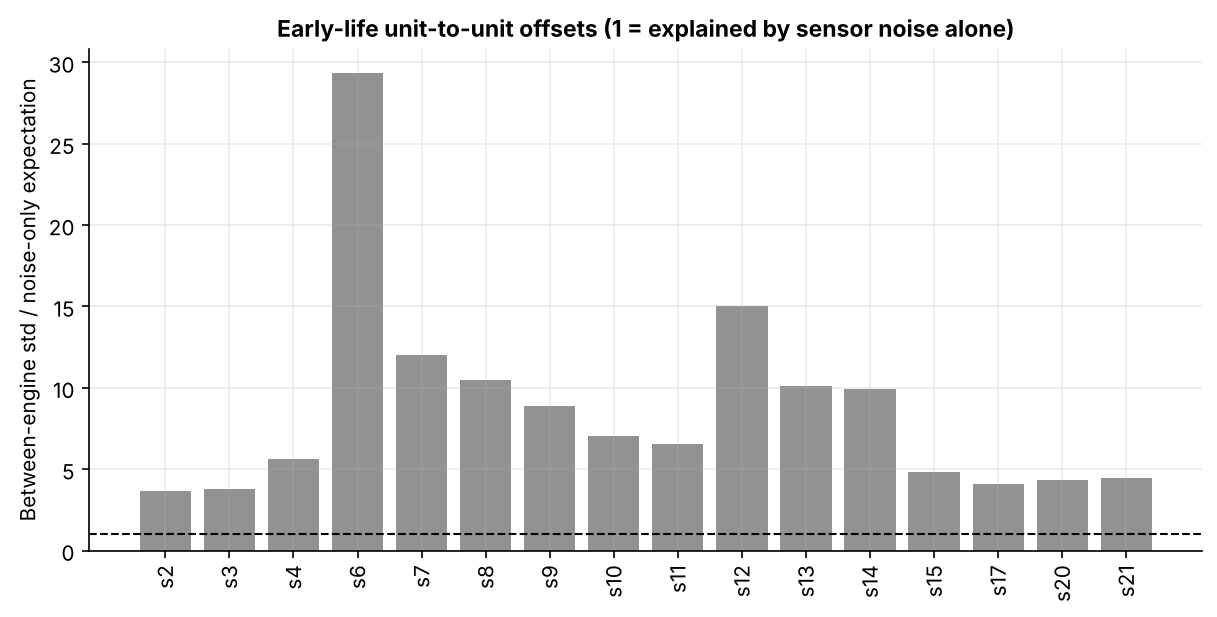 Early-life unit-to-unit offsets (1 = explained by sensor noise alone)
Between-engine std / noise-only expectation
30
25
20
15
10
5
0
s2
s3
s4
s6
s7
s8
s9
s10
s11
s12
s13
s14
s15
s17
s20
s21